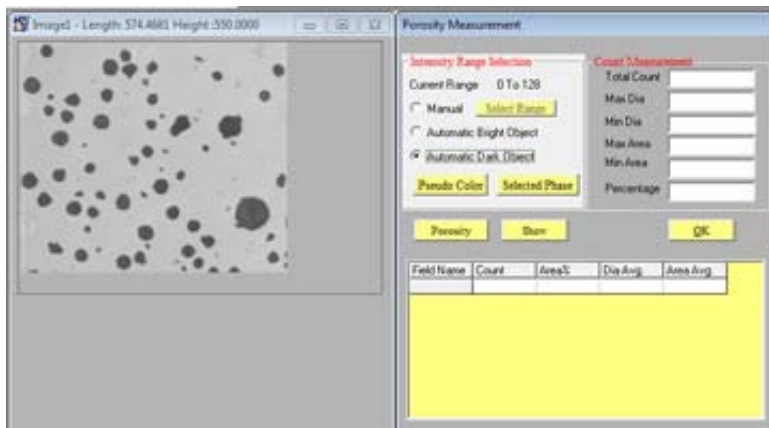 Image1 - Length: 574.4681 Height :550.0000
Porosity Measurement
Intensity Range Selection
Current Range 0 To 128
Manual Select Range
Automatic Bright Object
Automatic Dark Object
Pseudo Color Selected Phase
Count Measurement
Total Count
Max Dia
Min Dia
Max Area
Min Area
Percentage
Porosity Show OK
Field Name Count Area% Dia Avg. Area Avg.